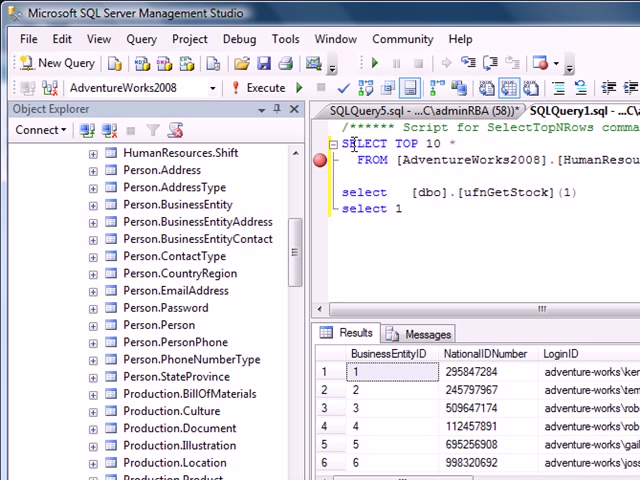 Microsoft SQL Server Management Studio
File Edit View Query Project Debug Tools Window Community Help
New Query
AdventureWorks2008 Execute
Object Explorer
Connect
HumanResources.Shift
Person.Address
Person.AddressType
Person.BusinessEntity
Person.BusinessEntityAddress
Person.BusinessEntityContact
Person.ContactType
Person.CountryRegion
Person.EmailAddress
Person.Password
Person.Person
Person.PersonPhone
Person.PhoneNumberType
Person.StateProvince
Production.BillOfMaterials
Production.Culture
Production.Document
Production.Illustration
Production.Location
Production.Product
SQLQuery5.sql - ...C\adminRBA (58))* SQLQuery1.sql - ...C
/****** Script for SelectTopNRows comma
SELECT TOP 10 *
FROM [AdventureWorks2008].[HumanResou
select [dbo].[ufnGetStock](1)
select 1
Results Messages
BusinessEntityID NationalIDNumber LoginID
1 1 295847284 adventure-works\ken
2 2 245797967 adventure-works\ten
3 3 509647174 adventure-works\rob
4 4 112457891 adventure-works\rob
5 5 695256908 adventure-works\gail
6 6 998320692 adventure-works\joss